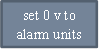 set 0 v to
alarm units